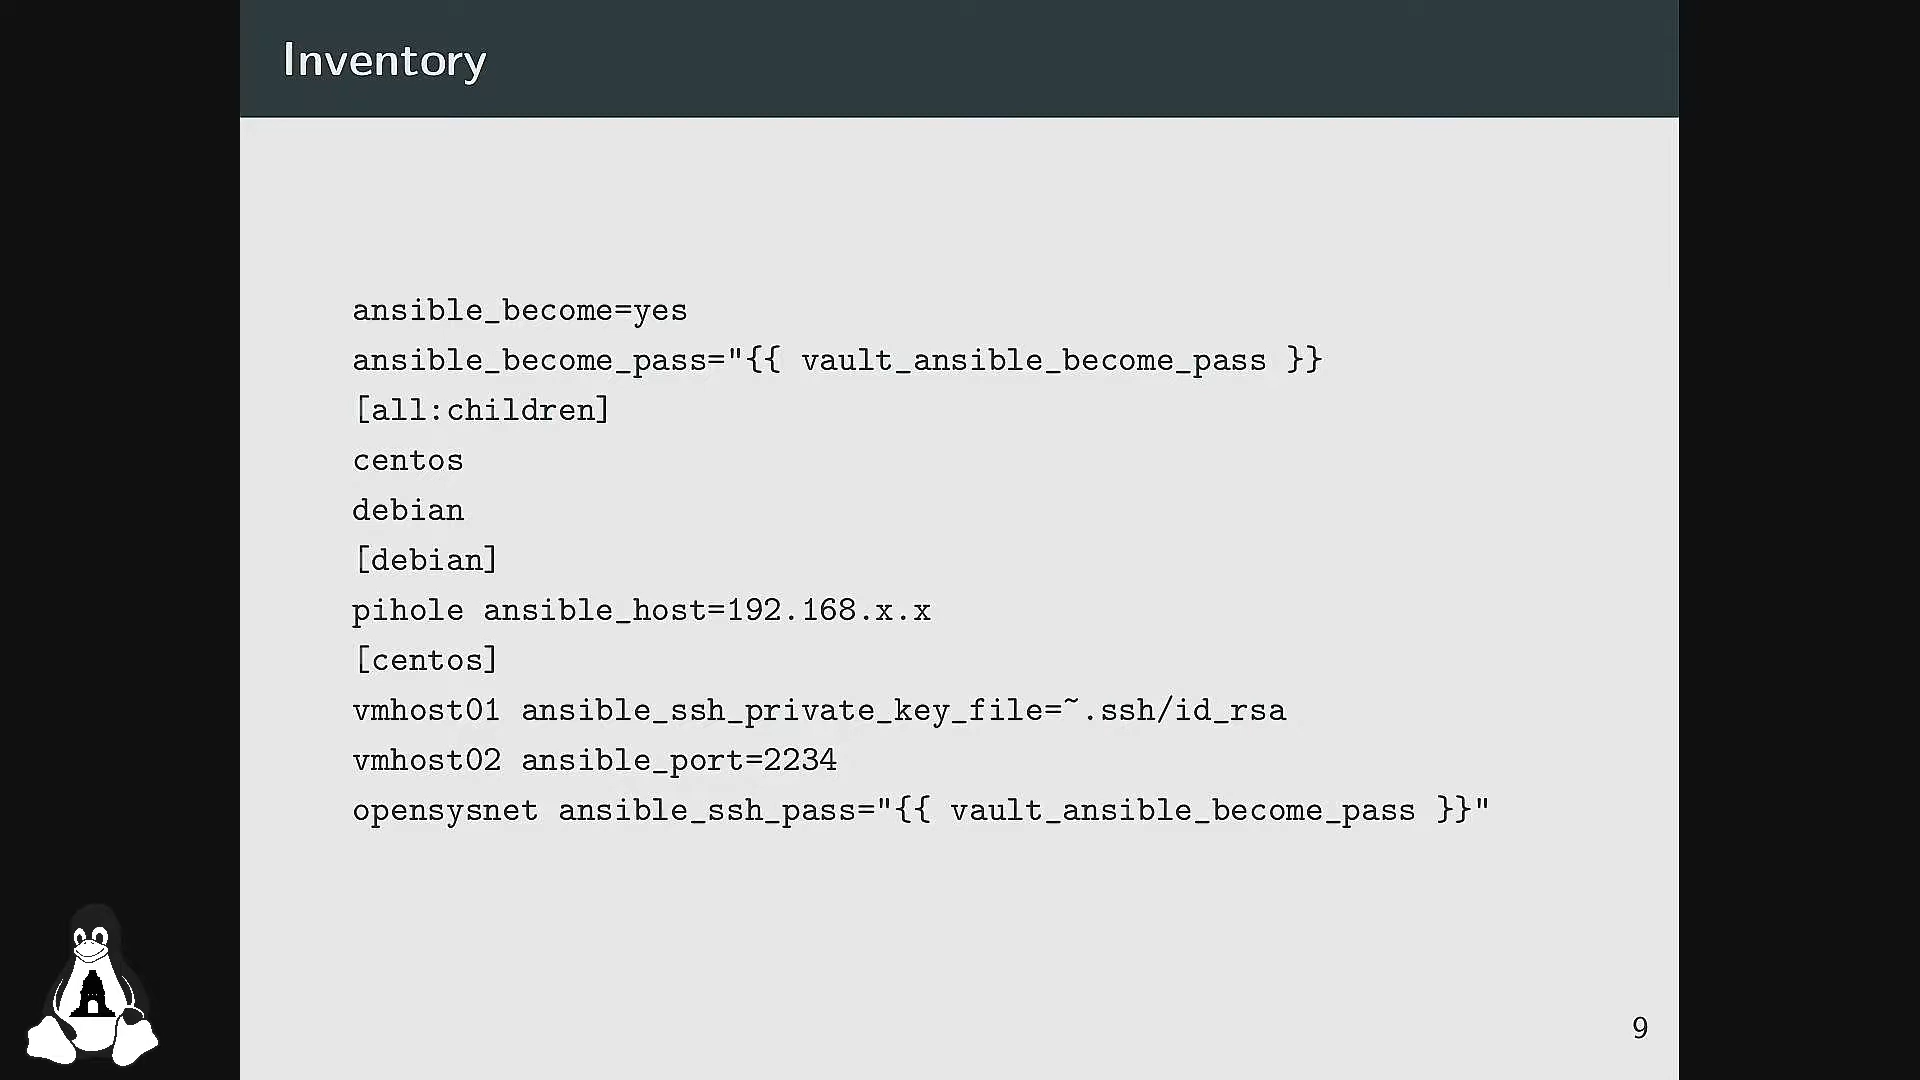 Inventory
ansible_become=yes
ansible_become_pass="{{ vault_ansible_become_pass }}
[all:children]
centos
debian
[debian]
pihole ansible_host=192.168.x.x
[centos]
vmhost01 ansible_ssh_private_key_file=~.ssh/id_rsa
vmhost02 ansible_port=2234
opensysnet ansible_ssh_pass="{{ vault_ansible_become_pass }}"
9